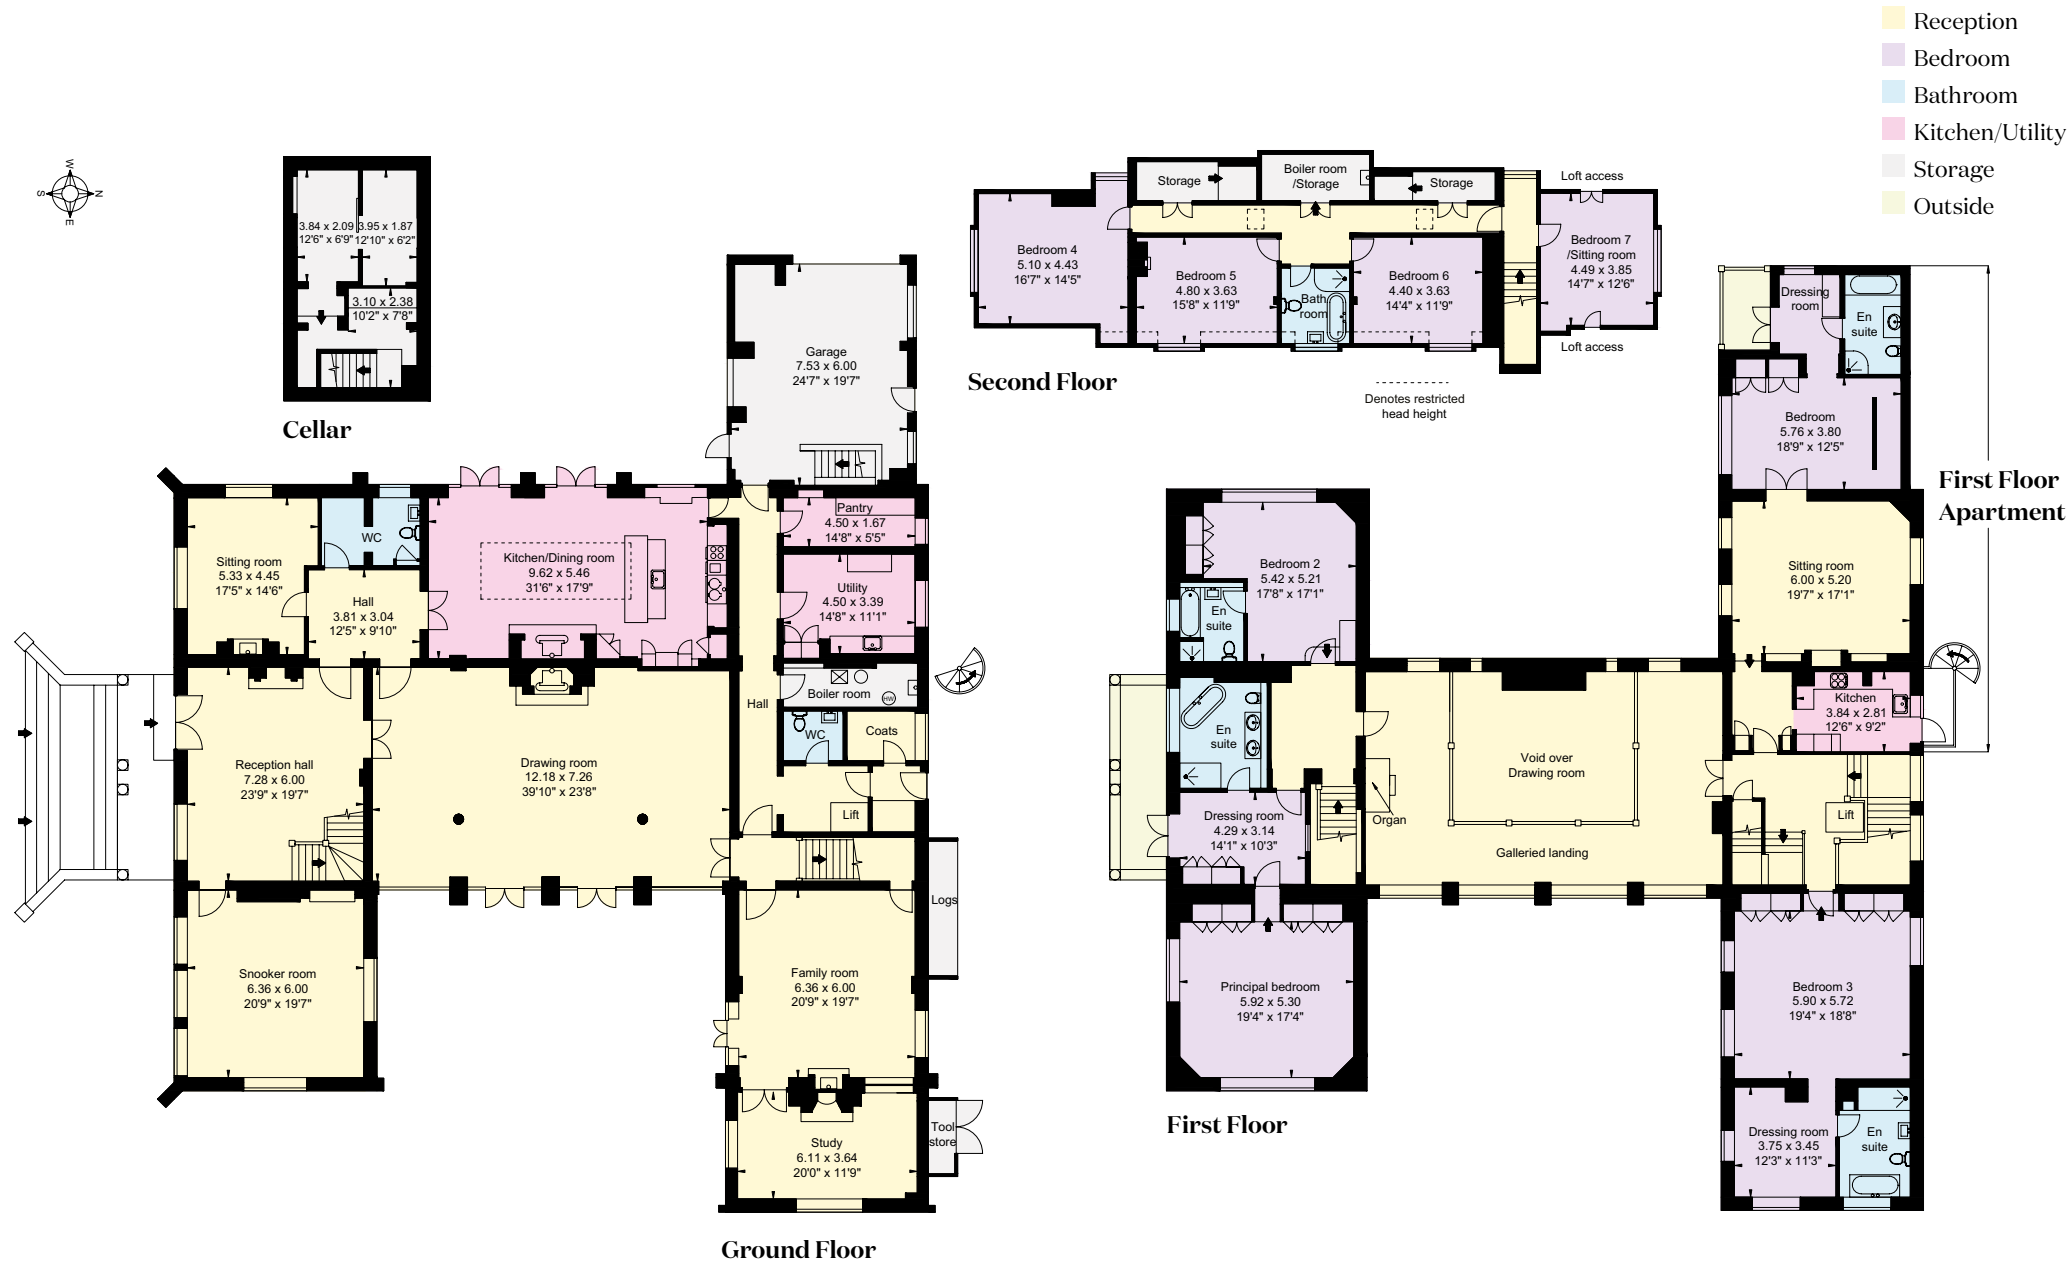 Reception
Bedroom
Bathroom
Kitchen/Utility
Storage
Outside
W
S
N
E
3.84 x 2.09
12'6" x 6'9"
3.95 x 1.87
12'10" x 6'2"
3.10 x 2.38
10'2" x 7'8"
Cellar
Storage
Boiler room
/Storage
Storage
Loft access
Bedroom 4
5.10 x 4.43
16'7" x 14'5"
Bedroom 5
4.80 x 3.63
15'8" x 11'9"
Bath
room
Bedroom 6
4.40 x 3.63
14'4" x 11'9"
Bedroom 7
/Sitting room
4.49 x 3.85
14'7" x 12'6"
Loft access
Second Floor
Denotes restricted
head height
Garage
7.53 x 6.00
24'7" x 19'7"
Sitting room
5.33 x 4.45
17'5" x 14'6"
WC
Hall
3.81 x 3.04
12'5" x 9'10"
Kitchen/Dining room
9.62 x 5.46
31'6" x 17'9"
Pantry
4.50 x 1.67
14'8" x 5'5"
Utility
4.50 x 3.39
14'8" x 11'1"
Boiler room
HW
Hall
WC
Coats
Lift
Reception hall
7.28 x 6.00
23'9" x 19'7"
Drawing room
12.18 x 7.26
39'10" x 23'8"
Logs
Snooker room
6.36 x 6.00
20'9" x 19'7"
Family room
6.36 x 6.00
20'9" x 19'7"
Study
6.11 x 3.64
20'0" x 11'9"
Tool
store
Ground Floor
Dressing
room
En
suite
Bedroom
5.76 x 3.80
18'9" x 12'5"
First Floor
Apartment
Sitting room
6.00 x 5.20
19'7" x 17'1"
Kitchen
3.84 x 2.81
12'6" x 9'2"
Bedroom 2
5.42 x 5.21
17'8" x 17'1"
En
suite
En
suite
Void over
Drawing room
Dressing room
4.29 x 3.14
14'1" x 10'3"
Organ
Galleried landing
Lift
Principal bedroom
5.92 x 5.30
19'4" x 17'4"
Bedroom 3
5.90 x 5.72
19'4" x 18'8"
Dressing room
3.75 x 3.45
12'3" x 11'3"
En
suite
First Floor